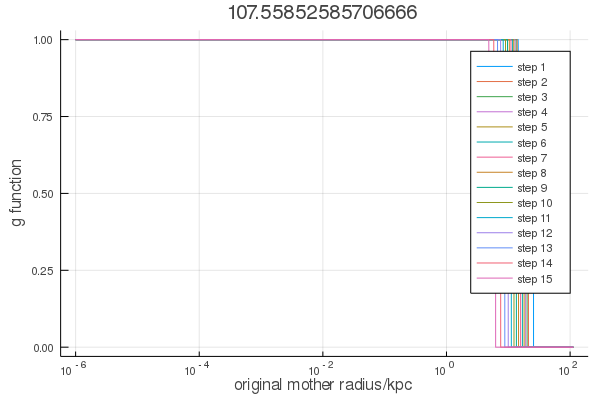 107.55852585706666
1.00
0.75
0.50
0.25
0.00
g function
step 1
step 2
step 3
step 4
step 5
step 6
step 7
step 8
step 9
step 10
step 11
step 12
step 13
step 14
step 15
10 -6
10 -4
10 -2
10 0
10 2
original mother radius/kpc